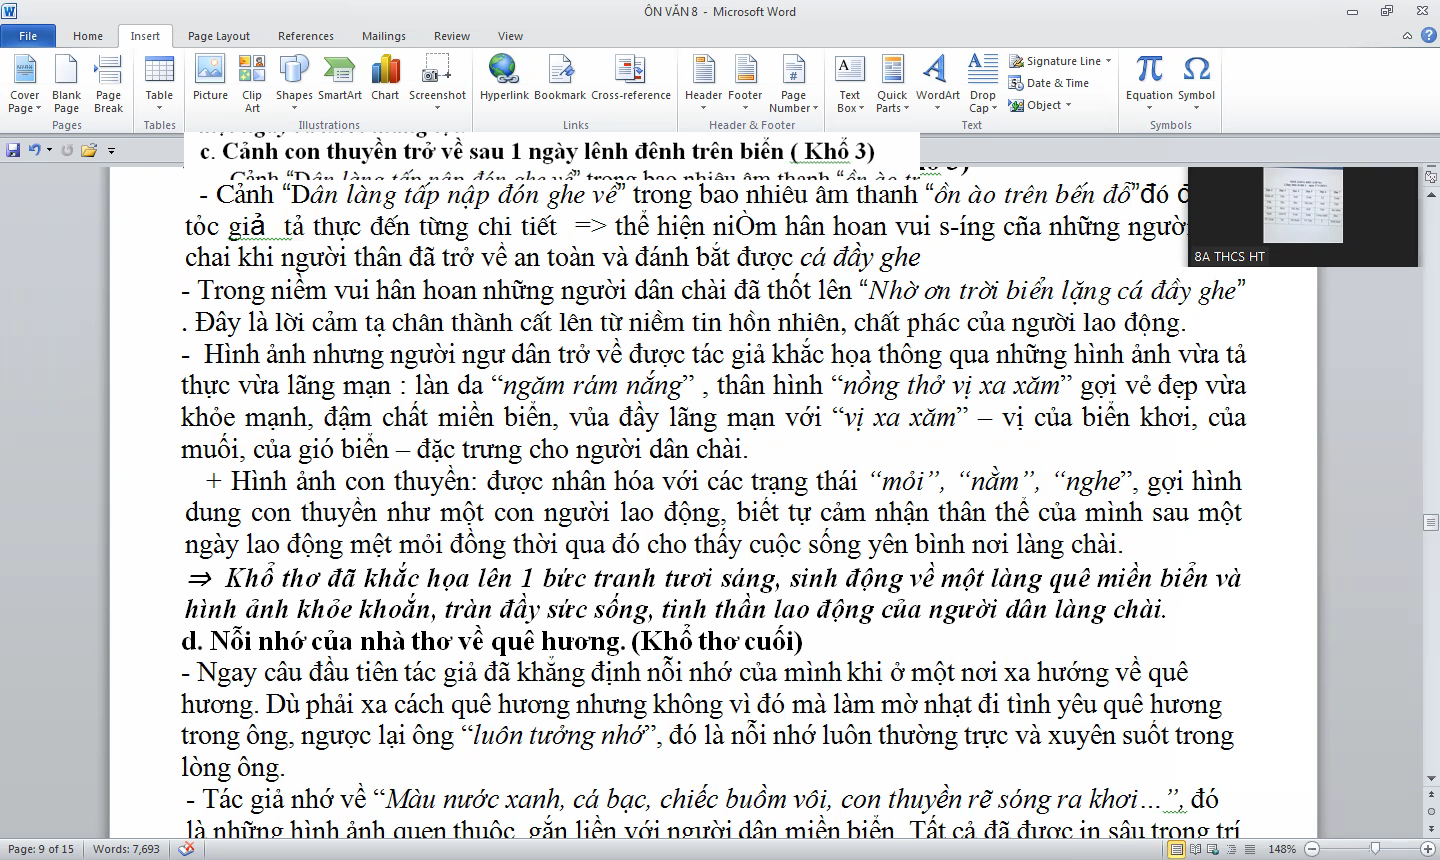 ÔN VĂN 8 - Microsoft Word
File Home Insert Page Layout References Mailings Review View
Cover Page Blank Page Page Break Table Picture Clip Art Shapes SmartArt Chart Screenshot Hyperlink Bookmark Cross-reference Header Footer Page Number Text Box Quick Parts WordArt Drop Cap Signature Line Date & Time Object Equation Symbol
Pages Tables Illustrations Links Header & Footer Text Symbols
c. Cảnh con thuyền trở về sau 1 ngày lênh đênh trên biển ( Khổ 3)
- Cảnh “Dân làng tấp nập đón ghe về” trong bao nhiêu âm thanh “ồn ào trên bến đỗ”đó
tỏc giả tả thực đến từng chi tiết => thể hiện niÒm hân hoan vui s-íng cña những người
chai khi người thân đã trở về an toàn và đánh bắt được cá đầy ghe
8A THCS HT
- Trong niềm vui hân hoan những người dân chài đã thốt lên “Nhờ ơn trời biển lặng cá đầy ghe”
. Đây là lời cảm tạ chân thành cất lên từ niềm tin hồn nhiên, chất phác của người lao động.
- Hình ảnh nhưng người ngư dân trở về được tác giả khắc họa thông qua những hình ảnh vừa tả
thực vừa lãng mạn : làn da “ngăm rám nắng” , thân hình “nồng thở vị xa xăm” gợi vẻ đẹp vừa
khỏe mạnh, đậm chất miền biển, vủa đầy lãng mạn với “vị xa xăm” – vị của biển khơi, của
muối, của gió biển – đặc trưng cho người dân chài.
+ Hình ảnh con thuyền: được nhân hóa với các trạng thái “mỏi”, “nằm”, “nghe”, gợi hình
dung con thuyền như một con người lao động, biết tự cảm nhận thân thể của mình sau một
ngày lao động mệt mỏi đồng thời qua đó cho thấy cuộc sống yên bình nơi làng chài.
⇒ Khổ thơ đã khắc họa lên 1 bức tranh tươi sáng, sinh động về một làng quê miền biển và
hình ảnh khỏe khoắn, tràn đầy sức sống, tinh thần lao động của người dân làng chài.
d. Nỗi nhớ của nhà thơ về quê hương. (Khổ thơ cuối)
- Ngay câu đầu tiên tác giả đã khẳng định nỗi nhớ của mình khi ở một nơi xa hướng về quê
hương. Dù phải xa cách quê hương nhưng không vì đó mà làm mờ nhạt đi tình yêu quê hương
trong ông, ngược lại ông “luôn tưởng nhớ”, đó là nỗi nhớ luôn thường trực và xuyên suốt trong
lòng ông.
- Tác giả nhớ về “Màu nước xanh, cá bạc, chiếc buồm vôi, con thuyền rẽ sóng ra khơi…”, đó
là những hình ảnh quen thuộc, gắn liền với người dân miền biển. Tất cả đã được in sâu trong trí
Page: 9 of 15 Words: 7,693 148%